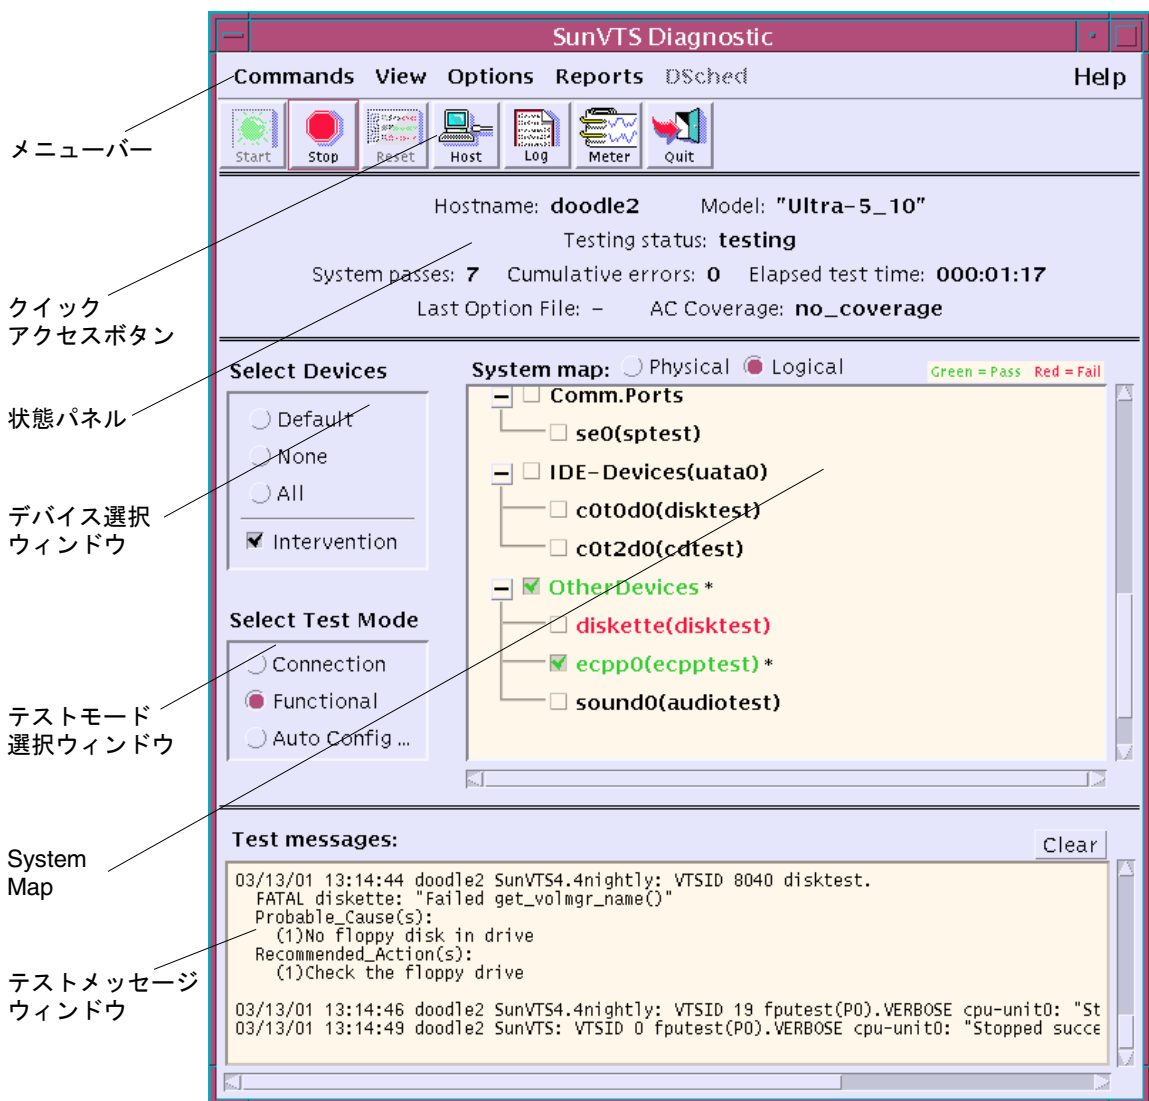 SunVTS Diagnostic
Commands View Options Reports DSched Help
Start Stop Reset Host Log Meter Quit
メニューバー
Hostname: doodle2 Model: "Ultra-5_10"
Testing status: testing
System passes: 7 Cumulative errors: 0 Elapsed test time: 000:01:17
Last Option File: - AC Coverage: no_coverage
クイック
アクセスボタン
Select Devices
Default
None
All
Intervention
状態パネル
デバイス選択
ウィンドウ
System map: Physical Logical
Green = Pass Red = Fail
Comm.Ports
se0(sptest)
IDE-Devices(uata0)
c0t0d0(disktest)
c0t2d0(cdtest)
OtherDevices *
diskette(disktest)
ecpp0(ecpptest) *
sound0(audiotest)
Select Test Mode
Connection
Functional
Auto Config ...
テストモード
選択ウィンドウ
System
Map
Test messages:
Clear
03/13/01 13:14:44 doodle2 SunVTS4.4nightly: VTSID 8040 disktest.
FATAL diskette: "Failed get_volmgr_name()"
Probable_Cause(s):
(1)No floppy disk in drive
Recommended_Action(s):
(1)Check the floppy drive
03/13/01 13:14:46 doodle2 SunVTS4.4nightly: VTSID 19 fputest(P0).VERBOSE cpu-unit0: "St
03/13/01 13:14:49 doodle2 SunVTS: VTSID 0 fputest(P0).VERBOSE cpu-unit0: "Stopped succe
テストメッセージ
ウィンドウ